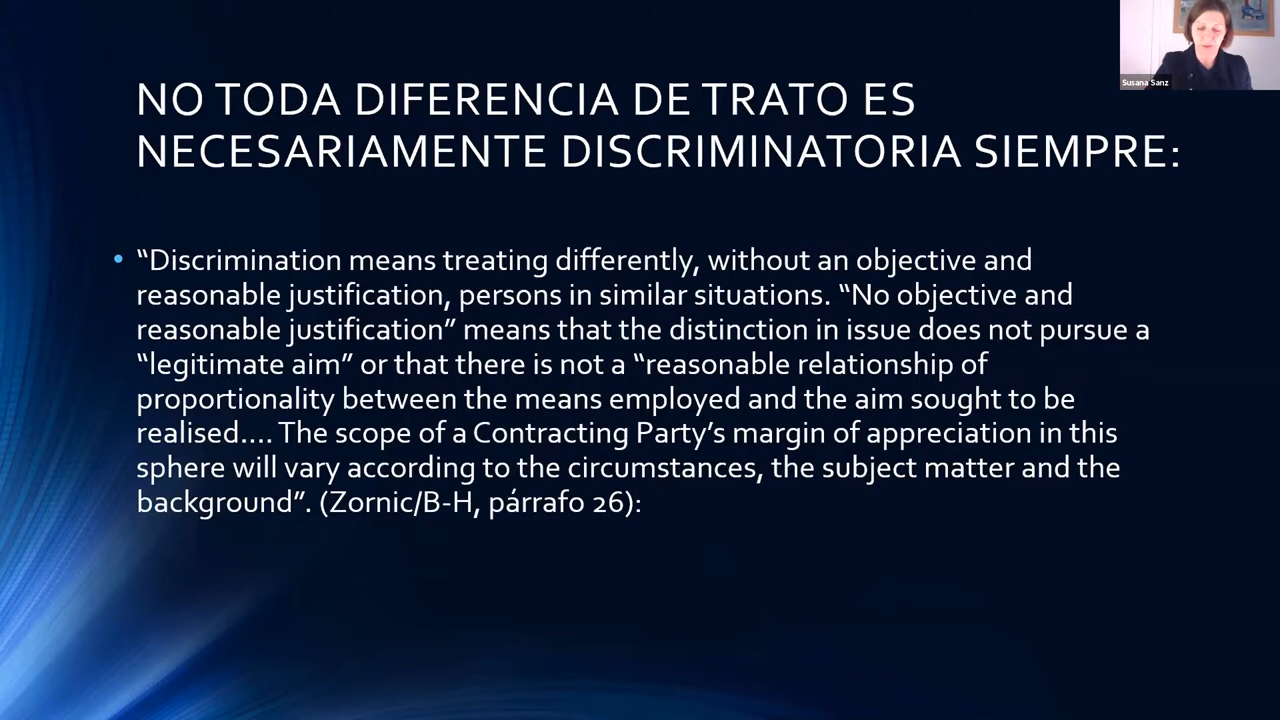 Susana Sanz
NO TODA DIFERENCIA DE TRATO ES
NECESARIAMENTE DISCRIMINATORIA SIEMPRE:
• “Discrimination means treating differently, without an objective and
reasonable justification, persons in similar situations. “No objective and
reasonable justification” means that the distinction in issue does not pursue a
“legitimate aim” or that there is not a “reasonable relationship of
proportionality between the means employed and the aim sought to be
realised.... The scope of a Contracting Party’s margin of appreciation in this
sphere will vary according to the circumstances, the subject matter and the
background”. (Zornic/B-H, párrafo 26):